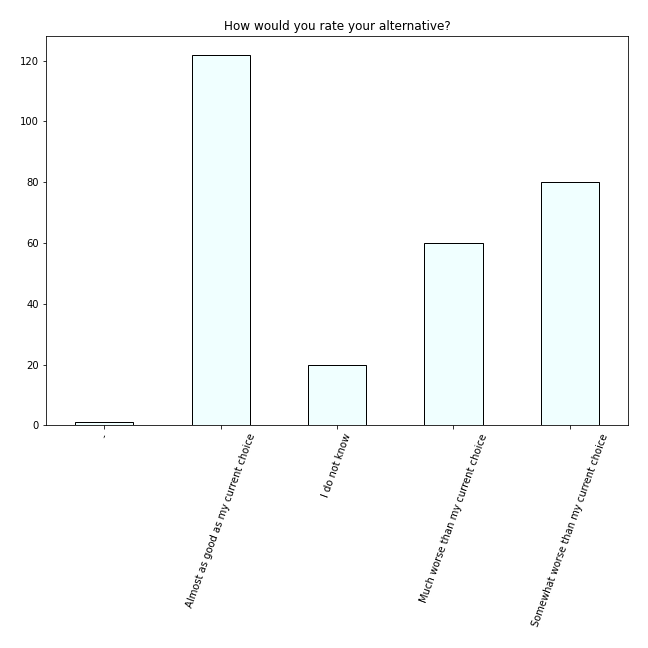 How would you rate your alternative?
120
100
80
60
40
20
0
-
Almost as good as my current choice
I do not know
Much worse than my current choice
Somewhat worse than my current choice